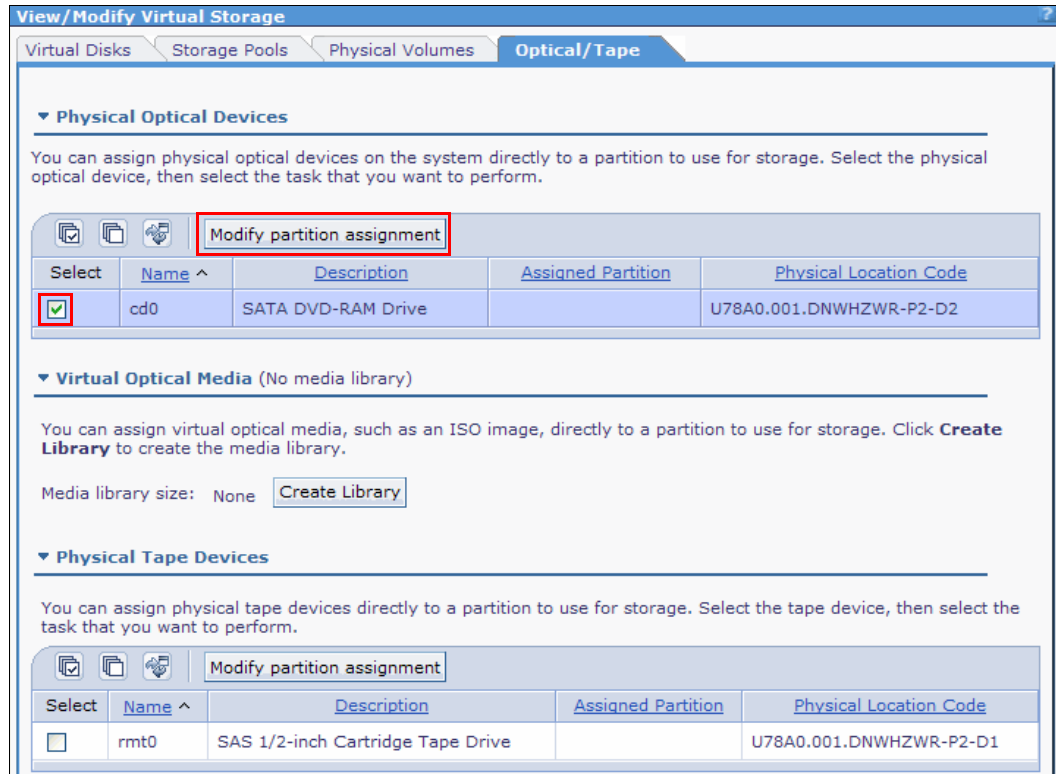 View/Modify Virtual Storage ?
Virtual Disks Storage Pools Physical Volumes Optical/Tape
Physical Optical Devices
You can assign physical optical devices on the system directly to a partition to use for storage. Select the physical
optical device, then select the task that you want to perform.
Modify partition assignment
Select Name Description Assigned Partition Physical Location Code
cd0 SATA DVD-RAM Drive U78A0.001.DNWHZWR-P2-D2
Virtual Optical Media (No media library)
You can assign virtual optical media, such as an ISO image, directly to a partition to use for storage. Click Create
Library to create the media library.
Media library size: None Create Library
Physical Tape Devices
You can assign physical tape devices directly to a partition to use for storage. Select the tape device, then select the
task that you want to perform.
Modify partition assignment
Select Name Description Assigned Partition Physical Location Code
rmt0 SAS 1/2-inch Cartridge Tape Drive U78A0.001.DNWHZWR-P2-D1